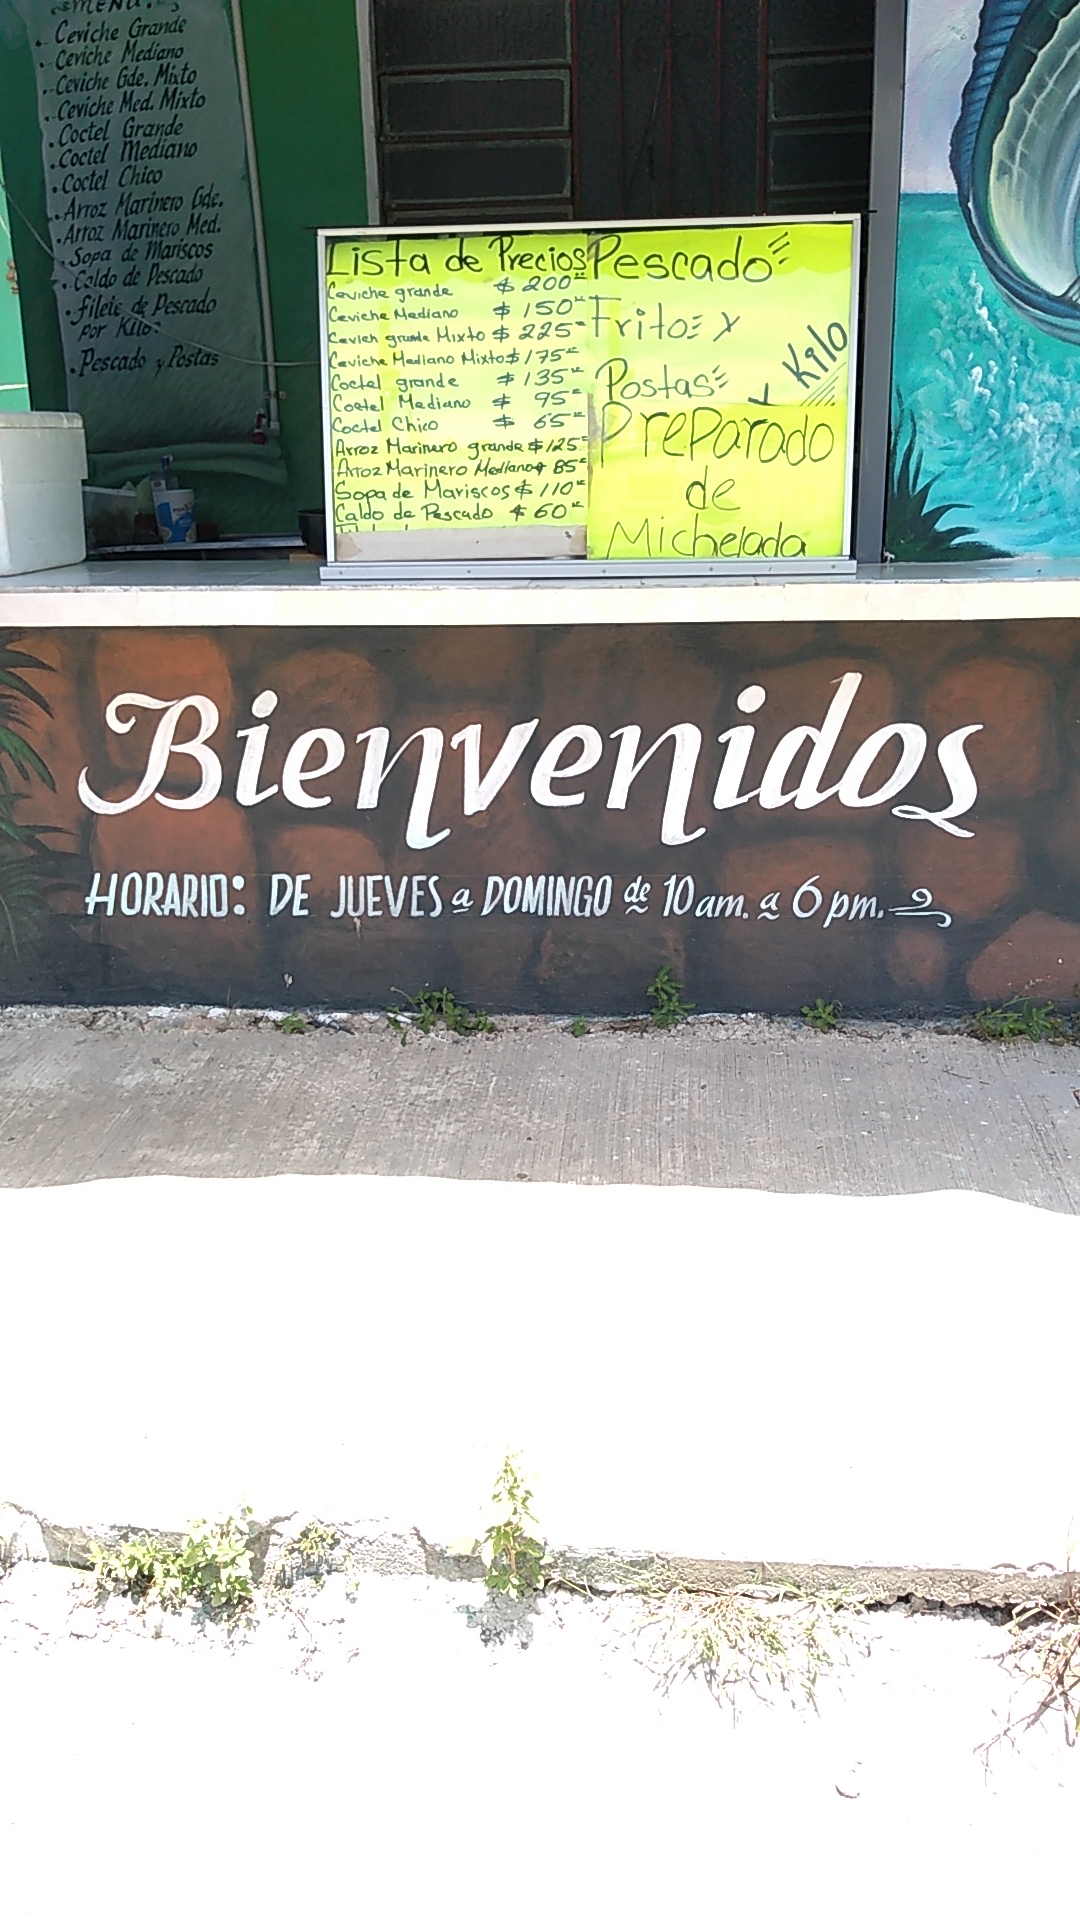 MENU.
. Ceviche Grande
. Ceviche Mediano
. Ceviche Gde. Mixto
. Ceviche Med. Mixto
. Coctel Grande
. Coctel Mediano
. Coctel Chico
. Arroz Marinero Gde.
. Arroz Marinero Med.
. Sopa de Mariscos
. Caldo de Pescado
. Filete de Pescado
Por Kilo
. Pescado y Postas
Lista de Precios
Ceviche grande $ 200
Ceviche Mediano $ 150
Cevich grande Mixto $ 225
Ceviche Mediano Mixto $ 175
Coctel grande $ 135
Coctel Mediano $ 95
Coctel Chico $ 65
Arroz Marinero grande $ 125
Arroz Marinero Mediano $ 85
Sopa de Mariscos $ 110
Caldo de Pescado $ 60
Pescado
Frito y
Postas
x Kilo
Preparado
de
Michelada
Bienvenidos
HORARIO: DE JUEVES a DOMINGO de 10 am. a 6 pm.